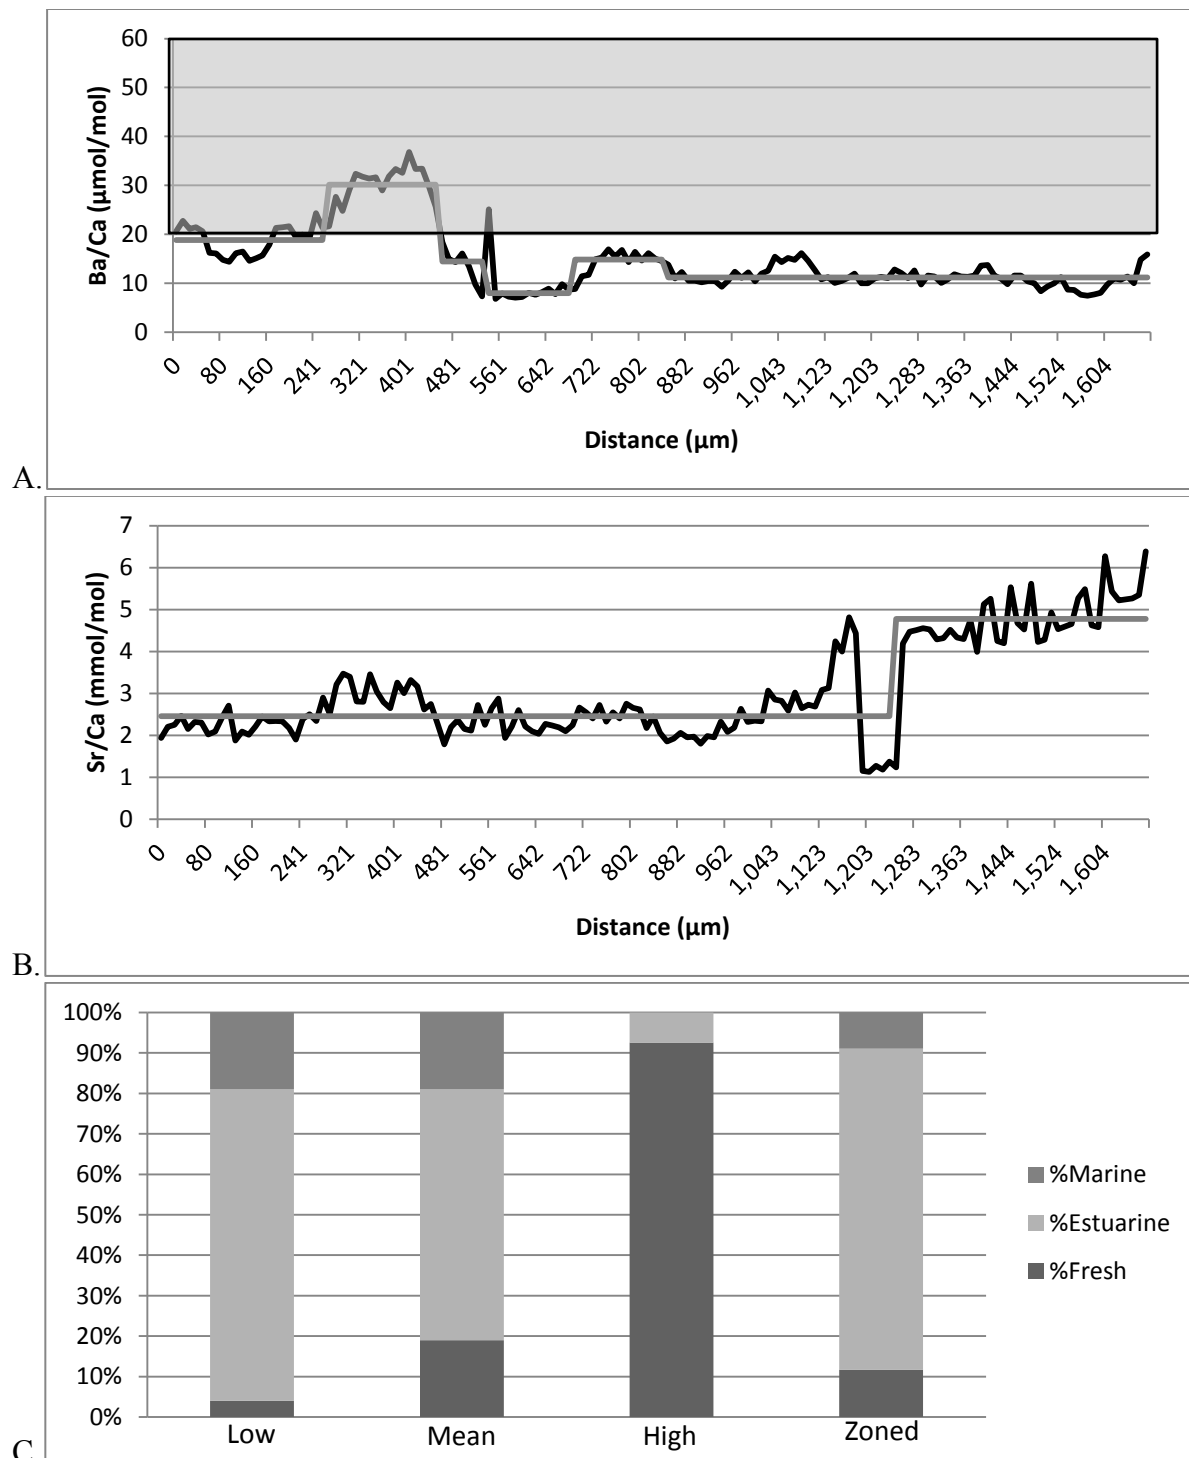 60
50
40
30
20
10
0
Ba/Ca (μmol/mol)
0 80 160 241 321 401 481 561 642 722 802 882 962 1,043 1,123 1,203 1,283 1,363 1,444 1,524 1,604
Distance (μm)
A.
7
6
5
4
3
2
1
0
Sr/Ca (mmol/mol)
0 80 160 241 321 401 481 561 642 722 802 882 962 1,043 1,123 1,203 1,283 1,363 1,444 1,524 1,604
Distance (μm)
B.
100%
90%
80%
70%
60%
50%
40%
30%
20%
10%
0%
Low Mean High Zoned
%Marine
%Estuarine
%Fresh
C